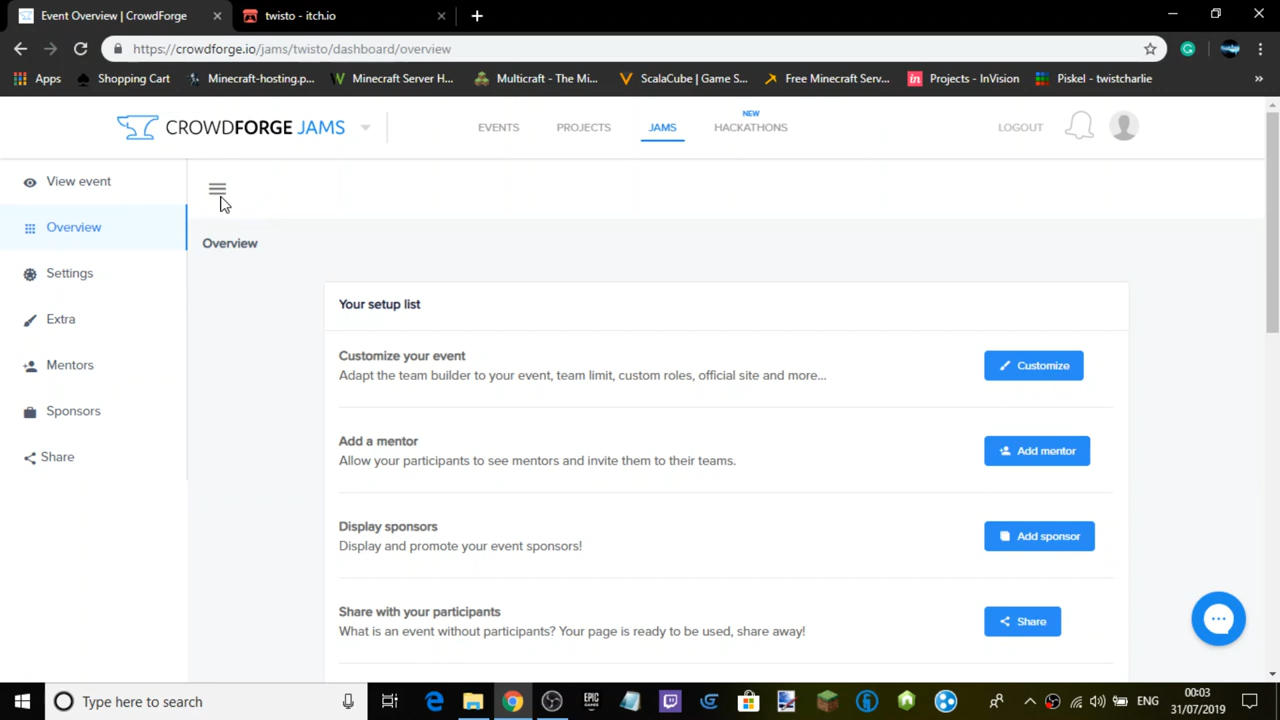 Event Overview | CrowdForge
twisto - itch.io
https://crowdforge.io/jams/twisto/dashboard/overview
Apps
Shopping Cart
Minecraft-hosting.p...
Minecraft Server H...
Multicraft - The Mi...
ScalaCube | Game S...
Free Minecraft Serv...
Projects - InVision
Piskel - twistcharlie
»
CROWDFORGE JAMS
EVENTS
PROJECTS
JAMS
NEW
HACKATHONS
LOGOUT
View event
Overview
Settings
Extra
Mentors
Sponsors
Share
Overview
Your setup list
Customize your event
Adapt the team builder to your event, team limit, custom roles, official site and more...
Customize
Add a mentor
Allow your participants to see mentors and invite them to their teams.
Add mentor
Display sponsors
Display and promote your event sponsors!
Add sponsor
Share with your participants
What is an event without participants? Your page is ready to be used, share away!
Share
Type here to search
EPIC
GAMES
ENG
00:03
31/07/2019